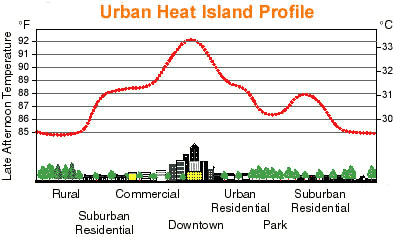 Urban Heat Island Profile
°F
°C
Late Afternoon Temperature
92
91
90
89
88
87
86
85
33
32
31
30
Rural
Commercial
Urban
Residential
Suburban
Residential
Suburban
Residential
Downtown
Park